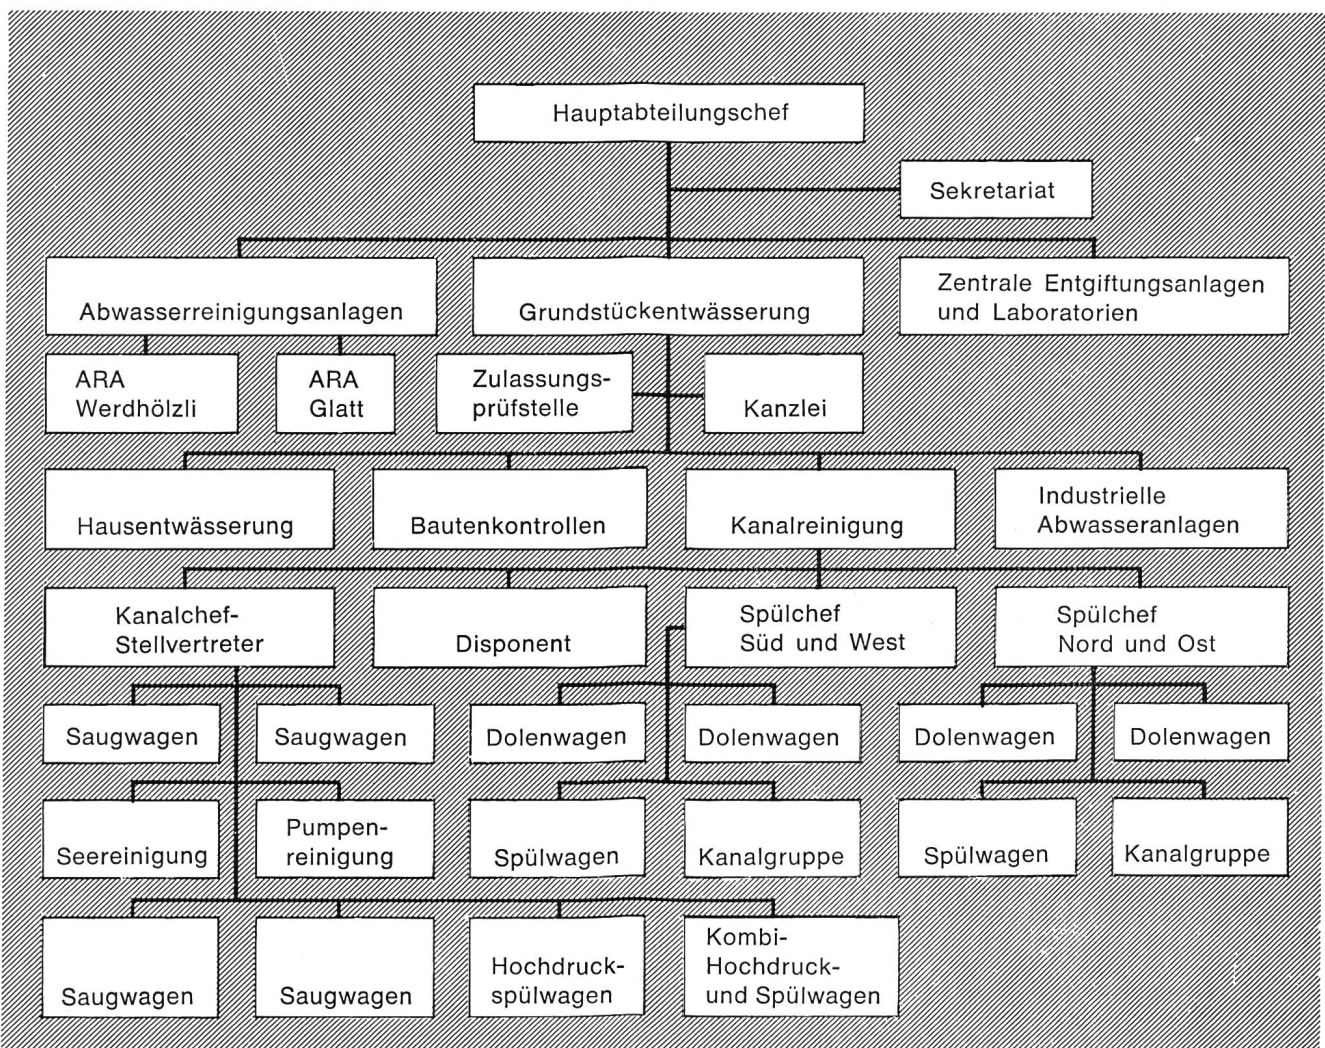 Hauptabteilungschef
Sekretariat
Abwasserreinigungsanlagen
Grundstückentwässerung
Zentrale Entgiftungsanlagen
und Laboratorien
ARA
Werdhölzli
ARA
Glatt
Zulassungs-
prüfstelle
Kanzlei
Hausentwässerung
Bautenkontrollen
Kanalreinigung
Industrielle
Abwasseranlagen
Kanalchef-
Stellvertreter
Disponent
Spülchef
Süd und West
Spülchef
Nord und Ost
Saugwagen
Saugwagen
Dolenwagen
Dolenwagen
Dolenwagen
Dolenwagen
Seereinigung
Pumpen-
reinigung
Spülwagen
Kanalgruppe
Spülwagen
Kanalgruppe
Saugwagen
Saugwagen
Hochdruck-
spülwagen
Kombi-
Hochdruck-
und Spülwagen